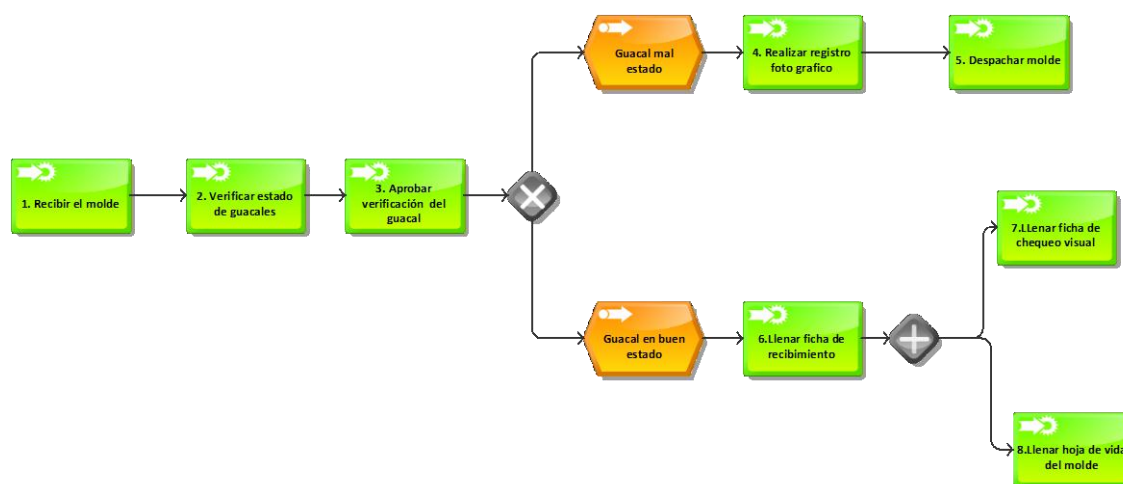 Guacal mal
estado
4. Realizar registro
foto grafico
5. Despachar molde
1. Recibir el molde
2. Verificar estado
de guacales
3. Aprobar
verificación del
guacal
7.LLenar ficha de
chequeo visual
Guacal en buen
estado
6.Llenar ficha de
recibimiento
8.Llenar hoja de vida
del molde